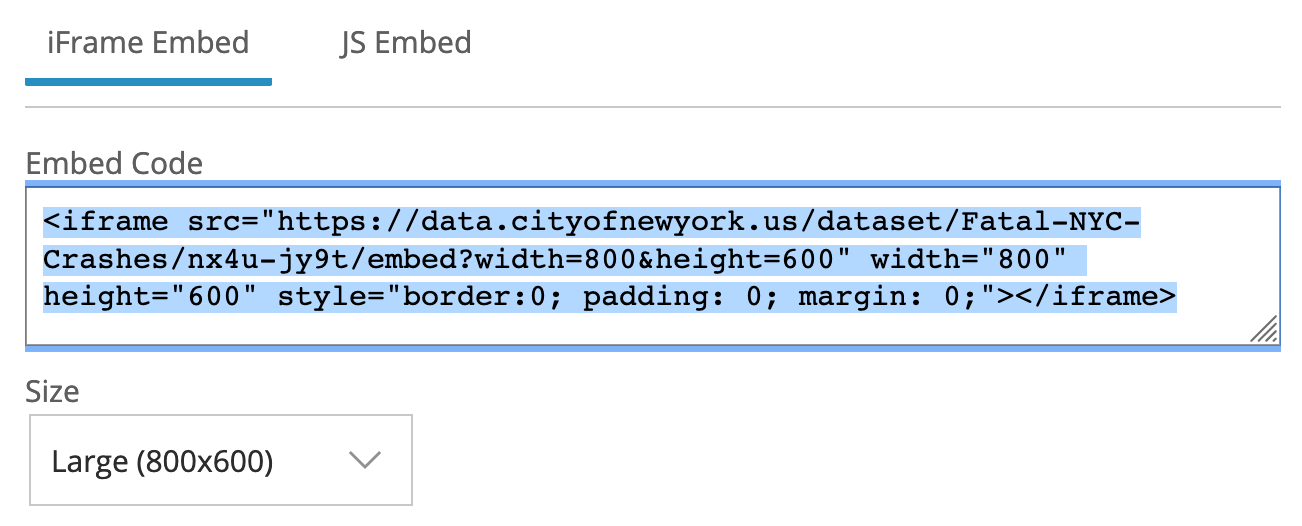 iFrame Embed JS Embed
Embed Code
<iframe src="https://data.cityofnewyork.us/dataset/Fatal-NYC-
Crashes/nx4u-jy9t/embed?width=800&height=600" width="800"
height="600" style="border:0; padding: 0; margin: 0;"></iframe>
Size
Large (800x600)